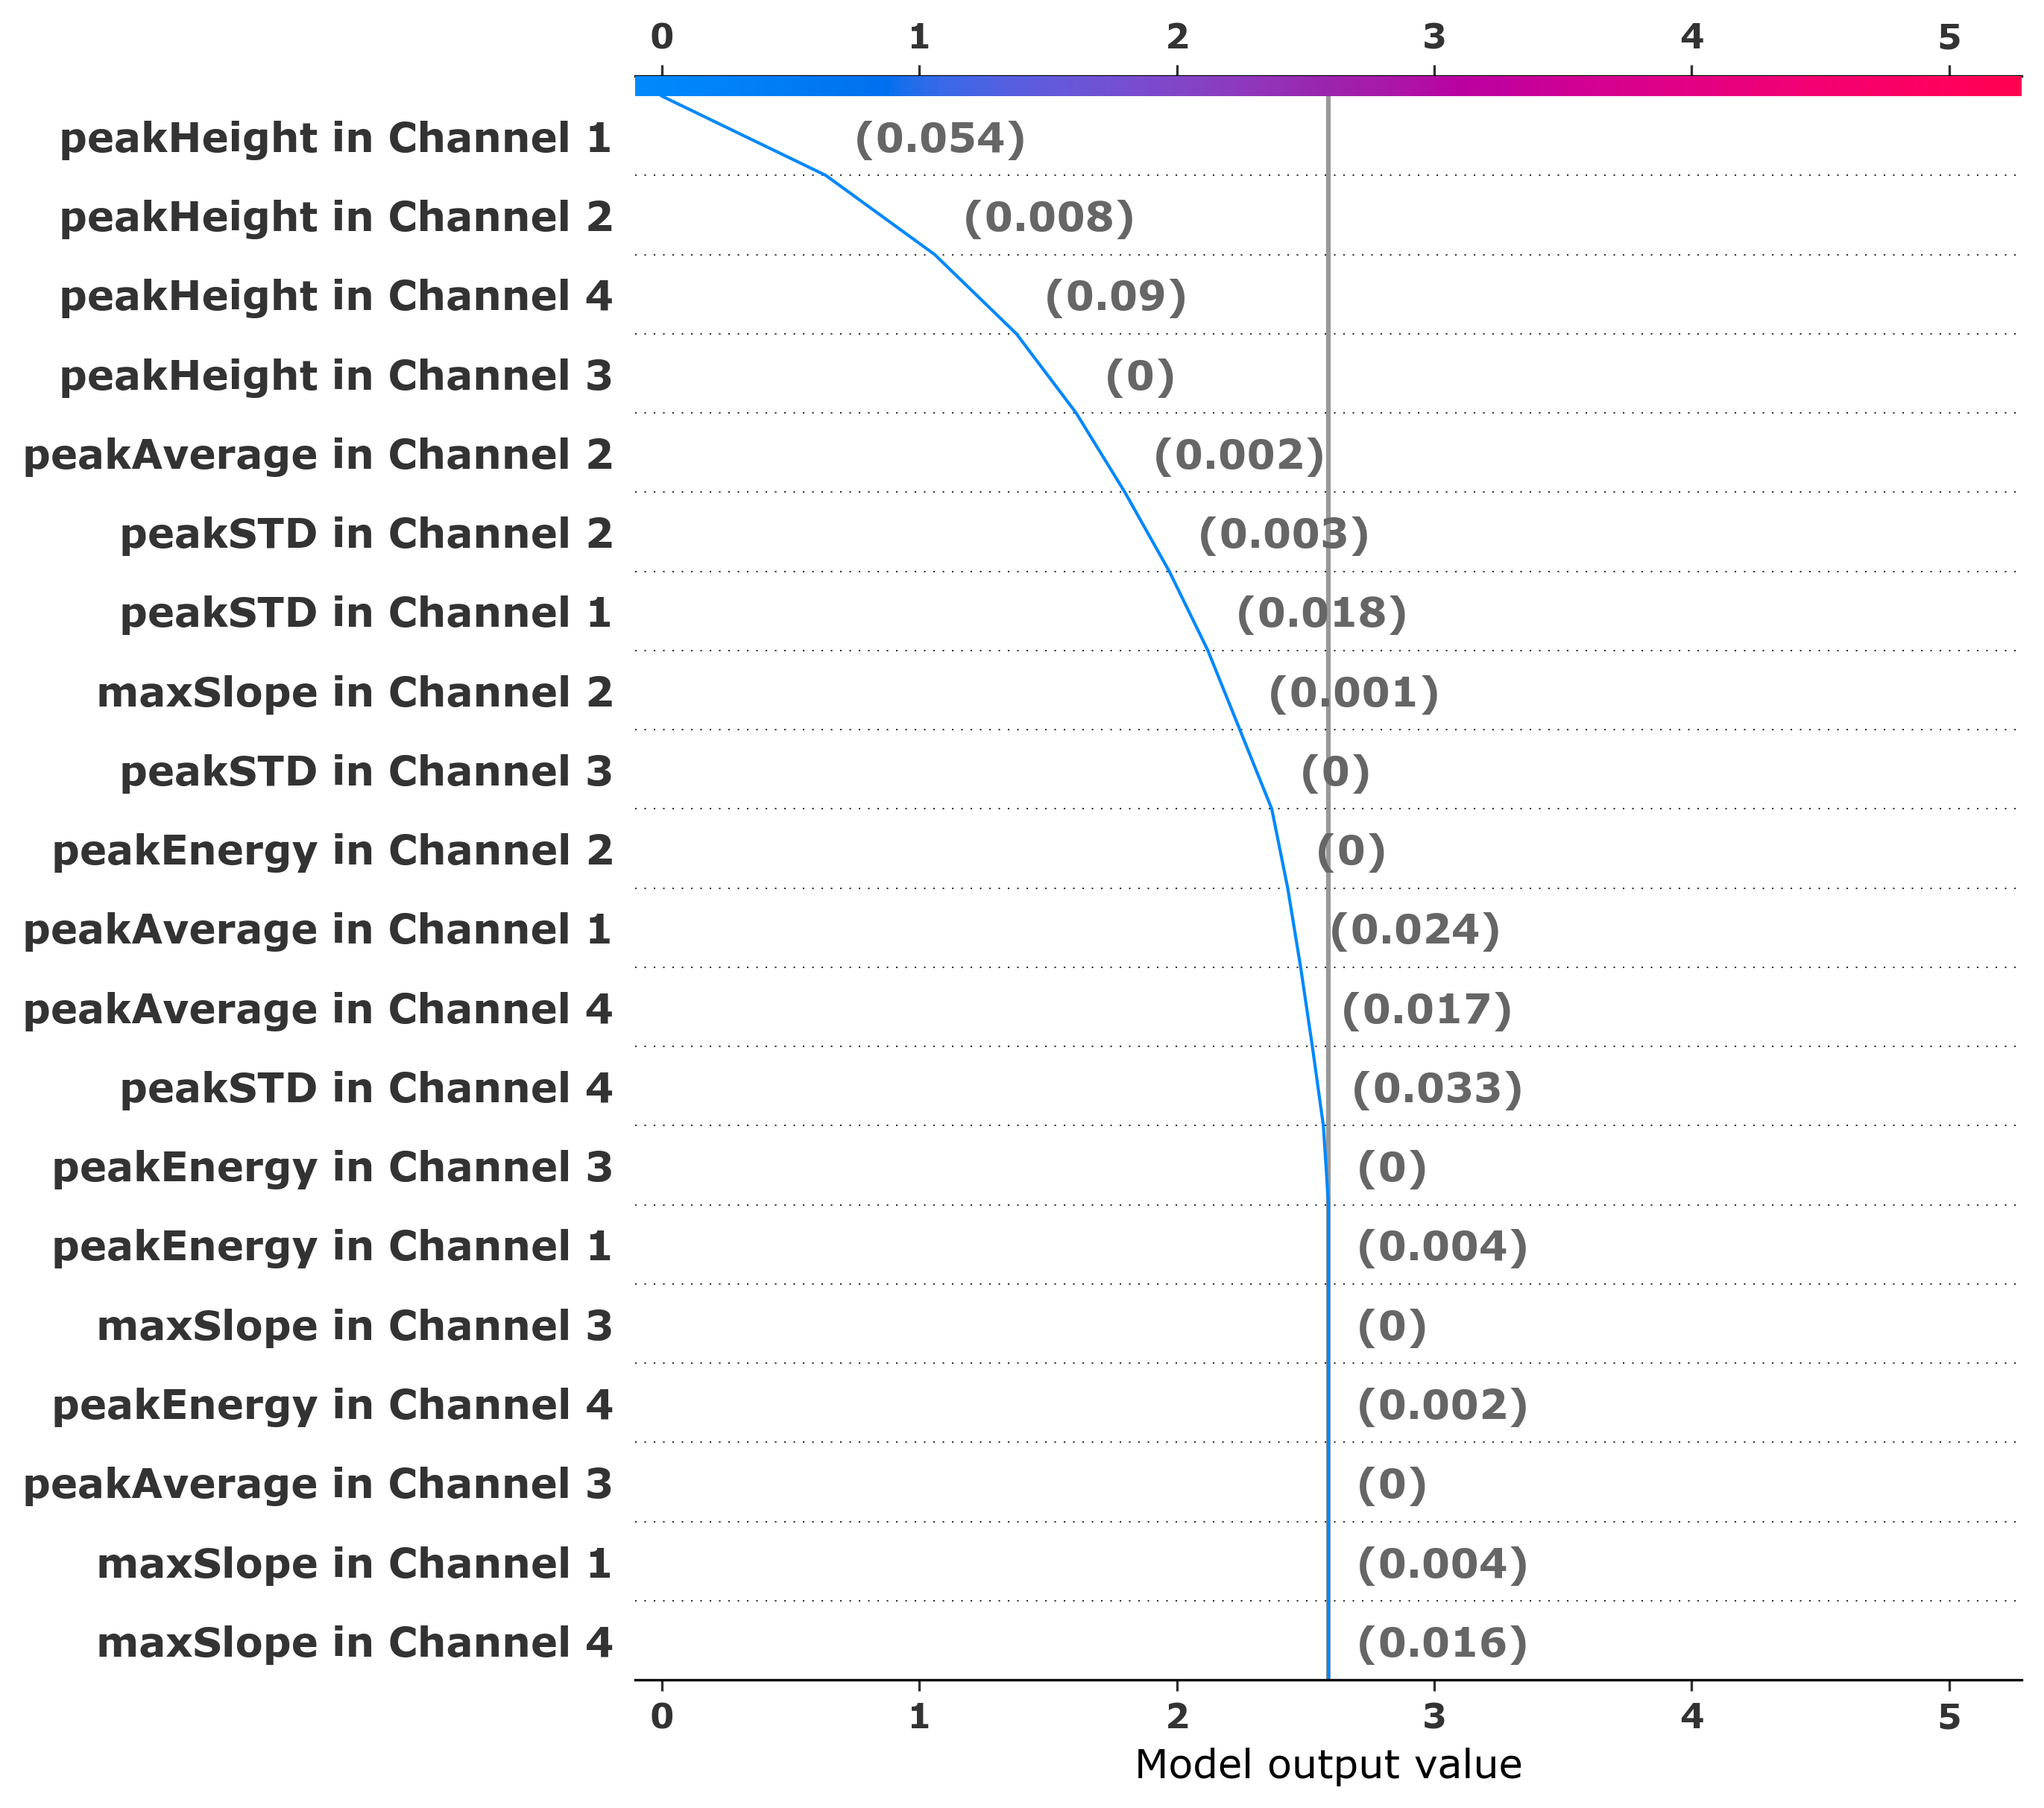 0 1 2 3 4 5
peakHeight in Channel 1 (0.054)
peakHeight in Channel 2 (0.008)
peakHeight in Channel 4 (0.09)
peakHeight in Channel 3 (0)
peakAverage in Channel 2 (0.002)
peakSTD in Channel 2 (0.003)
peakSTD in Channel 1 (0.018)
maxSlope in Channel 2 (0.001)
peakSTD in Channel 3 (0)
peakEnergy in Channel 2 (0)
peakAverage in Channel 1 (0.024)
peakAverage in Channel 4 (0.017)
peakSTD in Channel 4 (0.033)
peakEnergy in Channel 3 (0)
peakEnergy in Channel 1 (0.004)
maxSlope in Channel 3 (0)
peakEnergy in Channel 4 (0.002)
peakAverage in Channel 3 (0)
maxSlope in Channel 1 (0.004)
maxSlope in Channel 4 (0.016)
0 1 2 3 4 5
Model output value